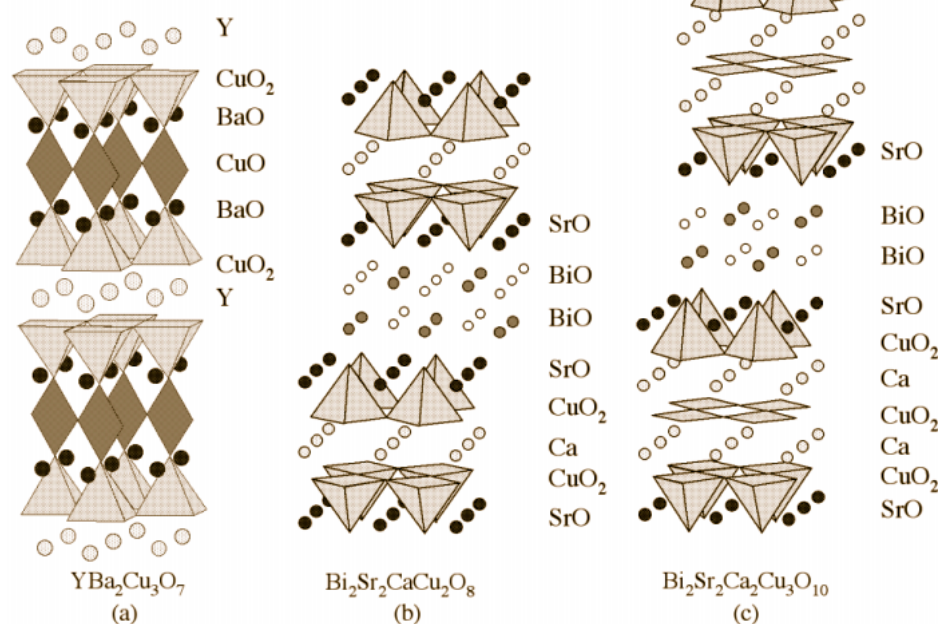 Y
CuO₂
BaO
CuO
BaO
CuO₂
Y
YBa₂Cu₃O₇
(a)
SrO
BiO
BiO
SrO
CuO₂
Ca
CuO₂
SrO
Bi₂Sr₂CaCu₂O₈
(b)
SrO
BiO
BiO
SrO
CuO₂
Ca
CuO₂
Ca
CuO₂
SrO
Bi₂Sr₂Ca₂Cu₃O₁₀
(c)